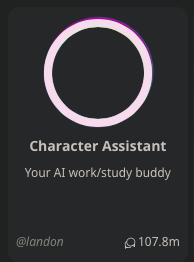 Character Assistant
Your AI work/study buddy
@landon
107.8m